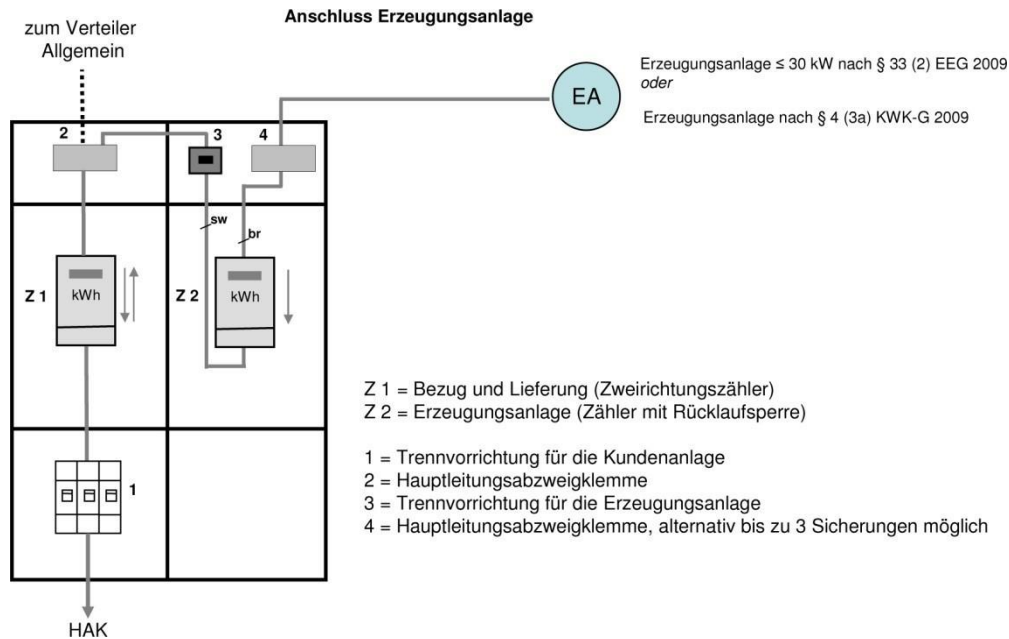 Anschluss Erzeugungsanlage
zum Verteiler
Allgemein
EA
Erzeugungsanlage ≤ 30 kW nach § 33 (2) EEG 2009
oder
Erzeugungsanlage nach § 4 (3a) KWK-G 2009
2
3
4
sw
br
Z 1
kWh
Z 2
kWh
Z 1 = Bezug und Lieferung (Zweirichtungszähler)
Z 2 = Erzeugungsanlage (Zähler mit Rücklaufsperre)
1 = Trennvorrichtung für die Kundenanlage
2 = Hauptleitungsabzweigklemme
3 = Trennvorrichtung für die Erzeugungsanlage
4 = Hauptleitungsabzweigklemme, alternativ bis zu 3 Sicherungen möglich
1
HAK